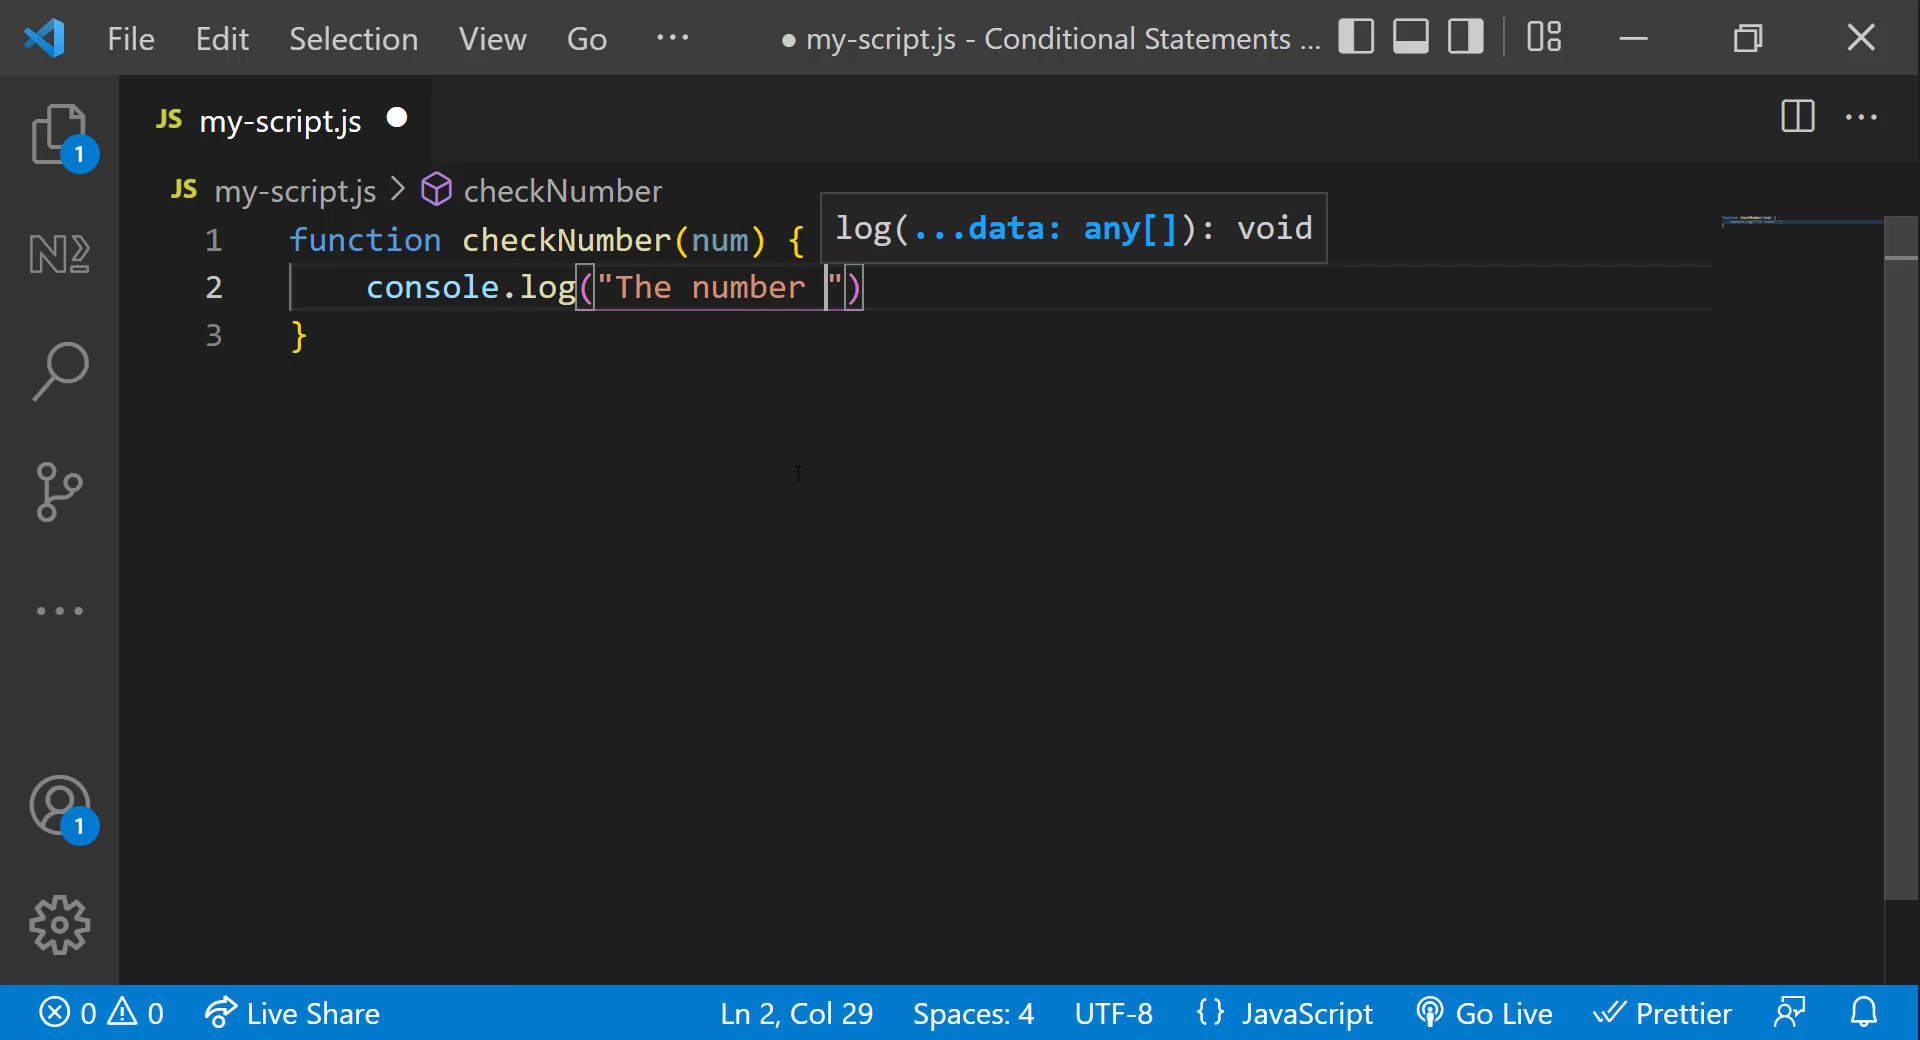 File Edit Selection View Go ··· ● my-script.js - Conditional Statements ...
1
JS my-script.js ●
JS my-script.js > checkNumber
log(...data: any[]): void
1 function checkNumber(num) {
2     console.log("The number ")
3 }
1
0 0 Live Share Ln 2, Col 29 Spaces: 4 UTF-8 {} JavaScript Go Live Prettier